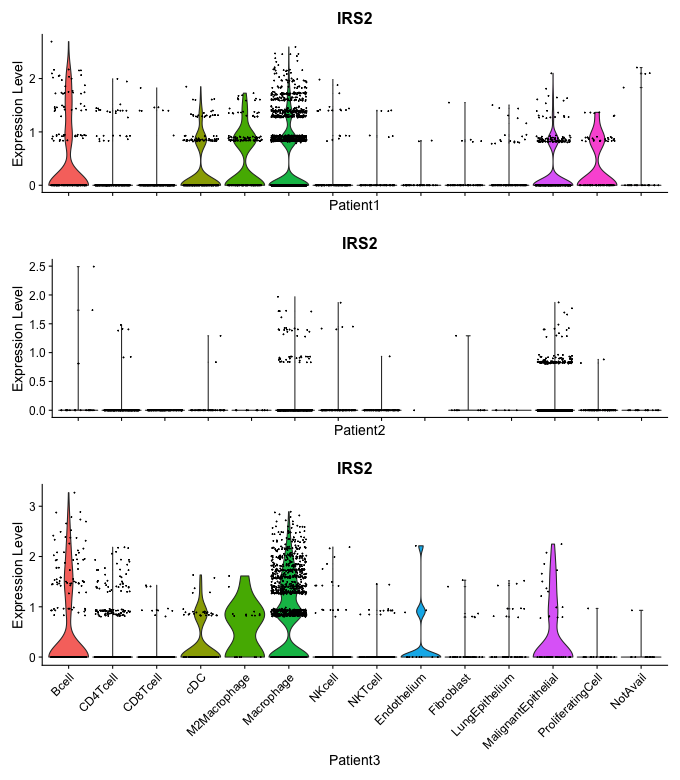 IRS2
Expression Level
2
1
0
Patient1
IRS2
Expression Level
2.5
2.0
1.5
1.0
0.5
0.0
Patient2
IRS2
Expression Level
3
2
1
0
Bcell
CD4Tcell
CD8Tcell
cDC
M2Macrophage
Macrophage
NKcell
NKTcell
Endothelium
Fibroblast
LungEpithelium
MalignantEpithelial
ProliferatingCell
NotAvail
Patient3